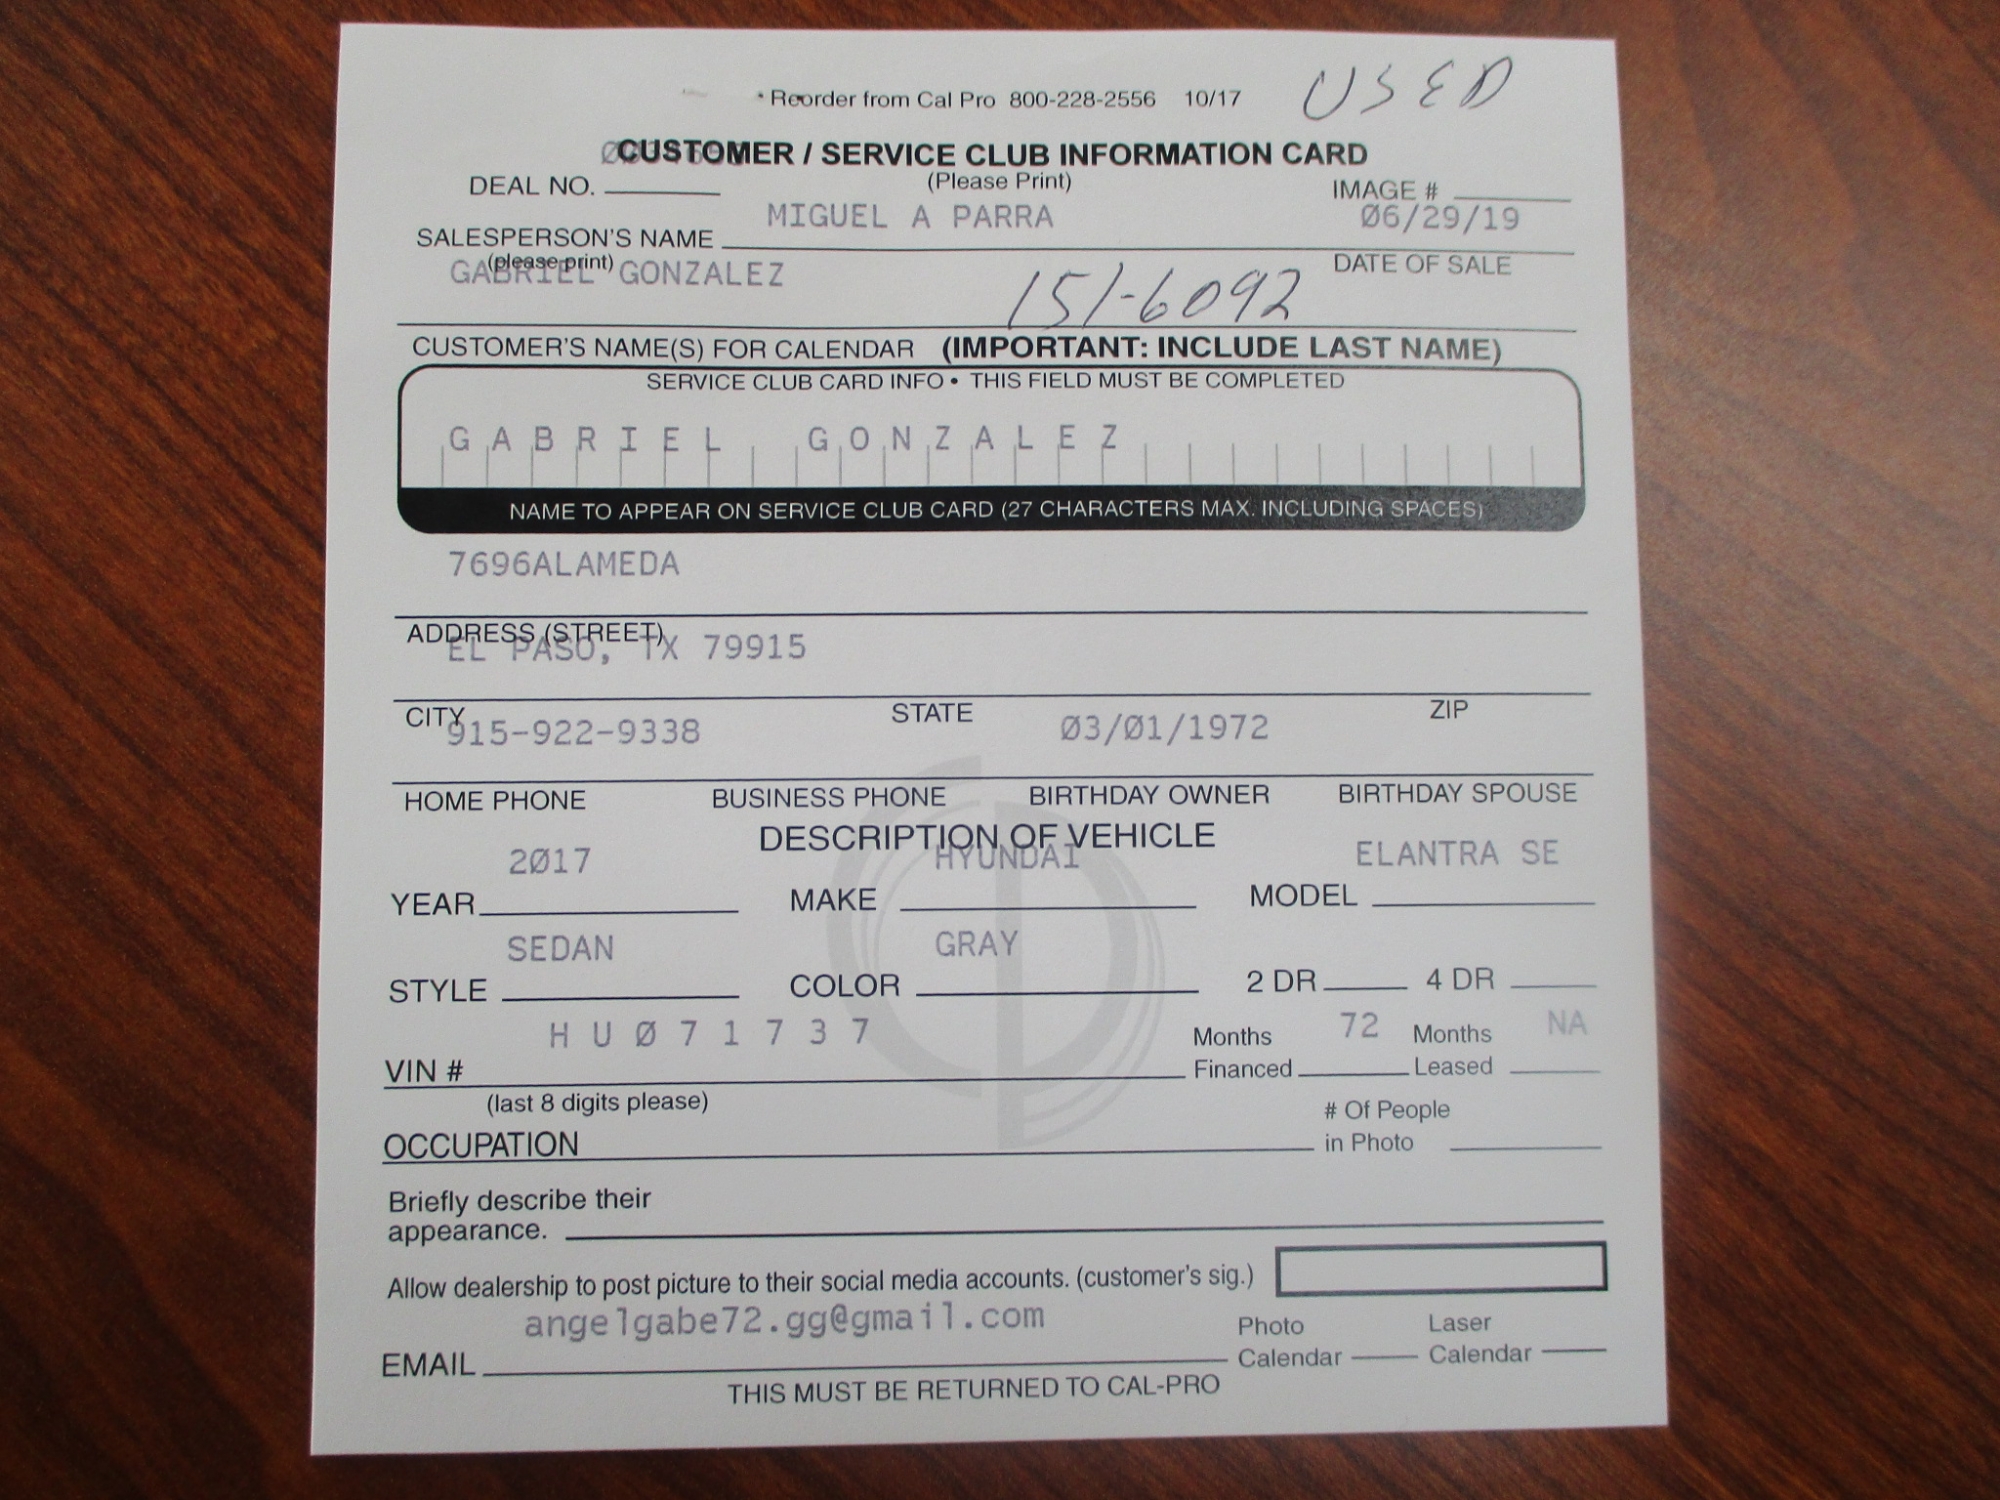 Reorder from Cal Pro 800-228-2556 10/17 USED
CUSTOMER / SERVICE CLUB INFORMATION CARD
(Please Print)
DEAL NO. IMAGE #
MIGUEL A PARRA Ø6/29/19
SALESPERSON'S NAME
(please print) DATE OF SALE
GABRIEL GONZALEZ 151-6092
CUSTOMER'S NAME(S) FOR CALENDAR (IMPORTANT: INCLUDE LAST NAME)
SERVICE CLUB CARD INFO • THIS FIELD MUST BE COMPLETED
G A B R I E L G O N Z A L E Z
NAME TO APPEAR ON SERVICE CLUB CARD (27 CHARACTERS MAX. INCLUDING SPACES)
7696ALAMEDA
ADDRESS (STREET)
EL PASO, TX 79915
CITY STATE ZIP
915-922-9338 Ø3/Ø1/1972
HOME PHONE BUSINESS PHONE BIRTHDAY OWNER BIRTHDAY SPOUSE
DESCRIPTION OF VEHICLE
2Ø17 HYUNDAI ELANTRA SE
YEAR MAKE MODEL
SEDAN GRAY
STYLE COLOR 2 DR 4 DR
H U Ø 7 1 7 3 7 Months 72 Months NA
VIN # Financed Leased
(last 8 digits please) # Of People
OCCUPATION in Photo
Briefly describe their
appearance.
Allow dealership to post picture to their social media accounts. (customer's sig.)
angelgabe72.gg@gmail.com Photo Laser
EMAIL Calendar Calendar
THIS MUST BE RETURNED TO CAL-PRO